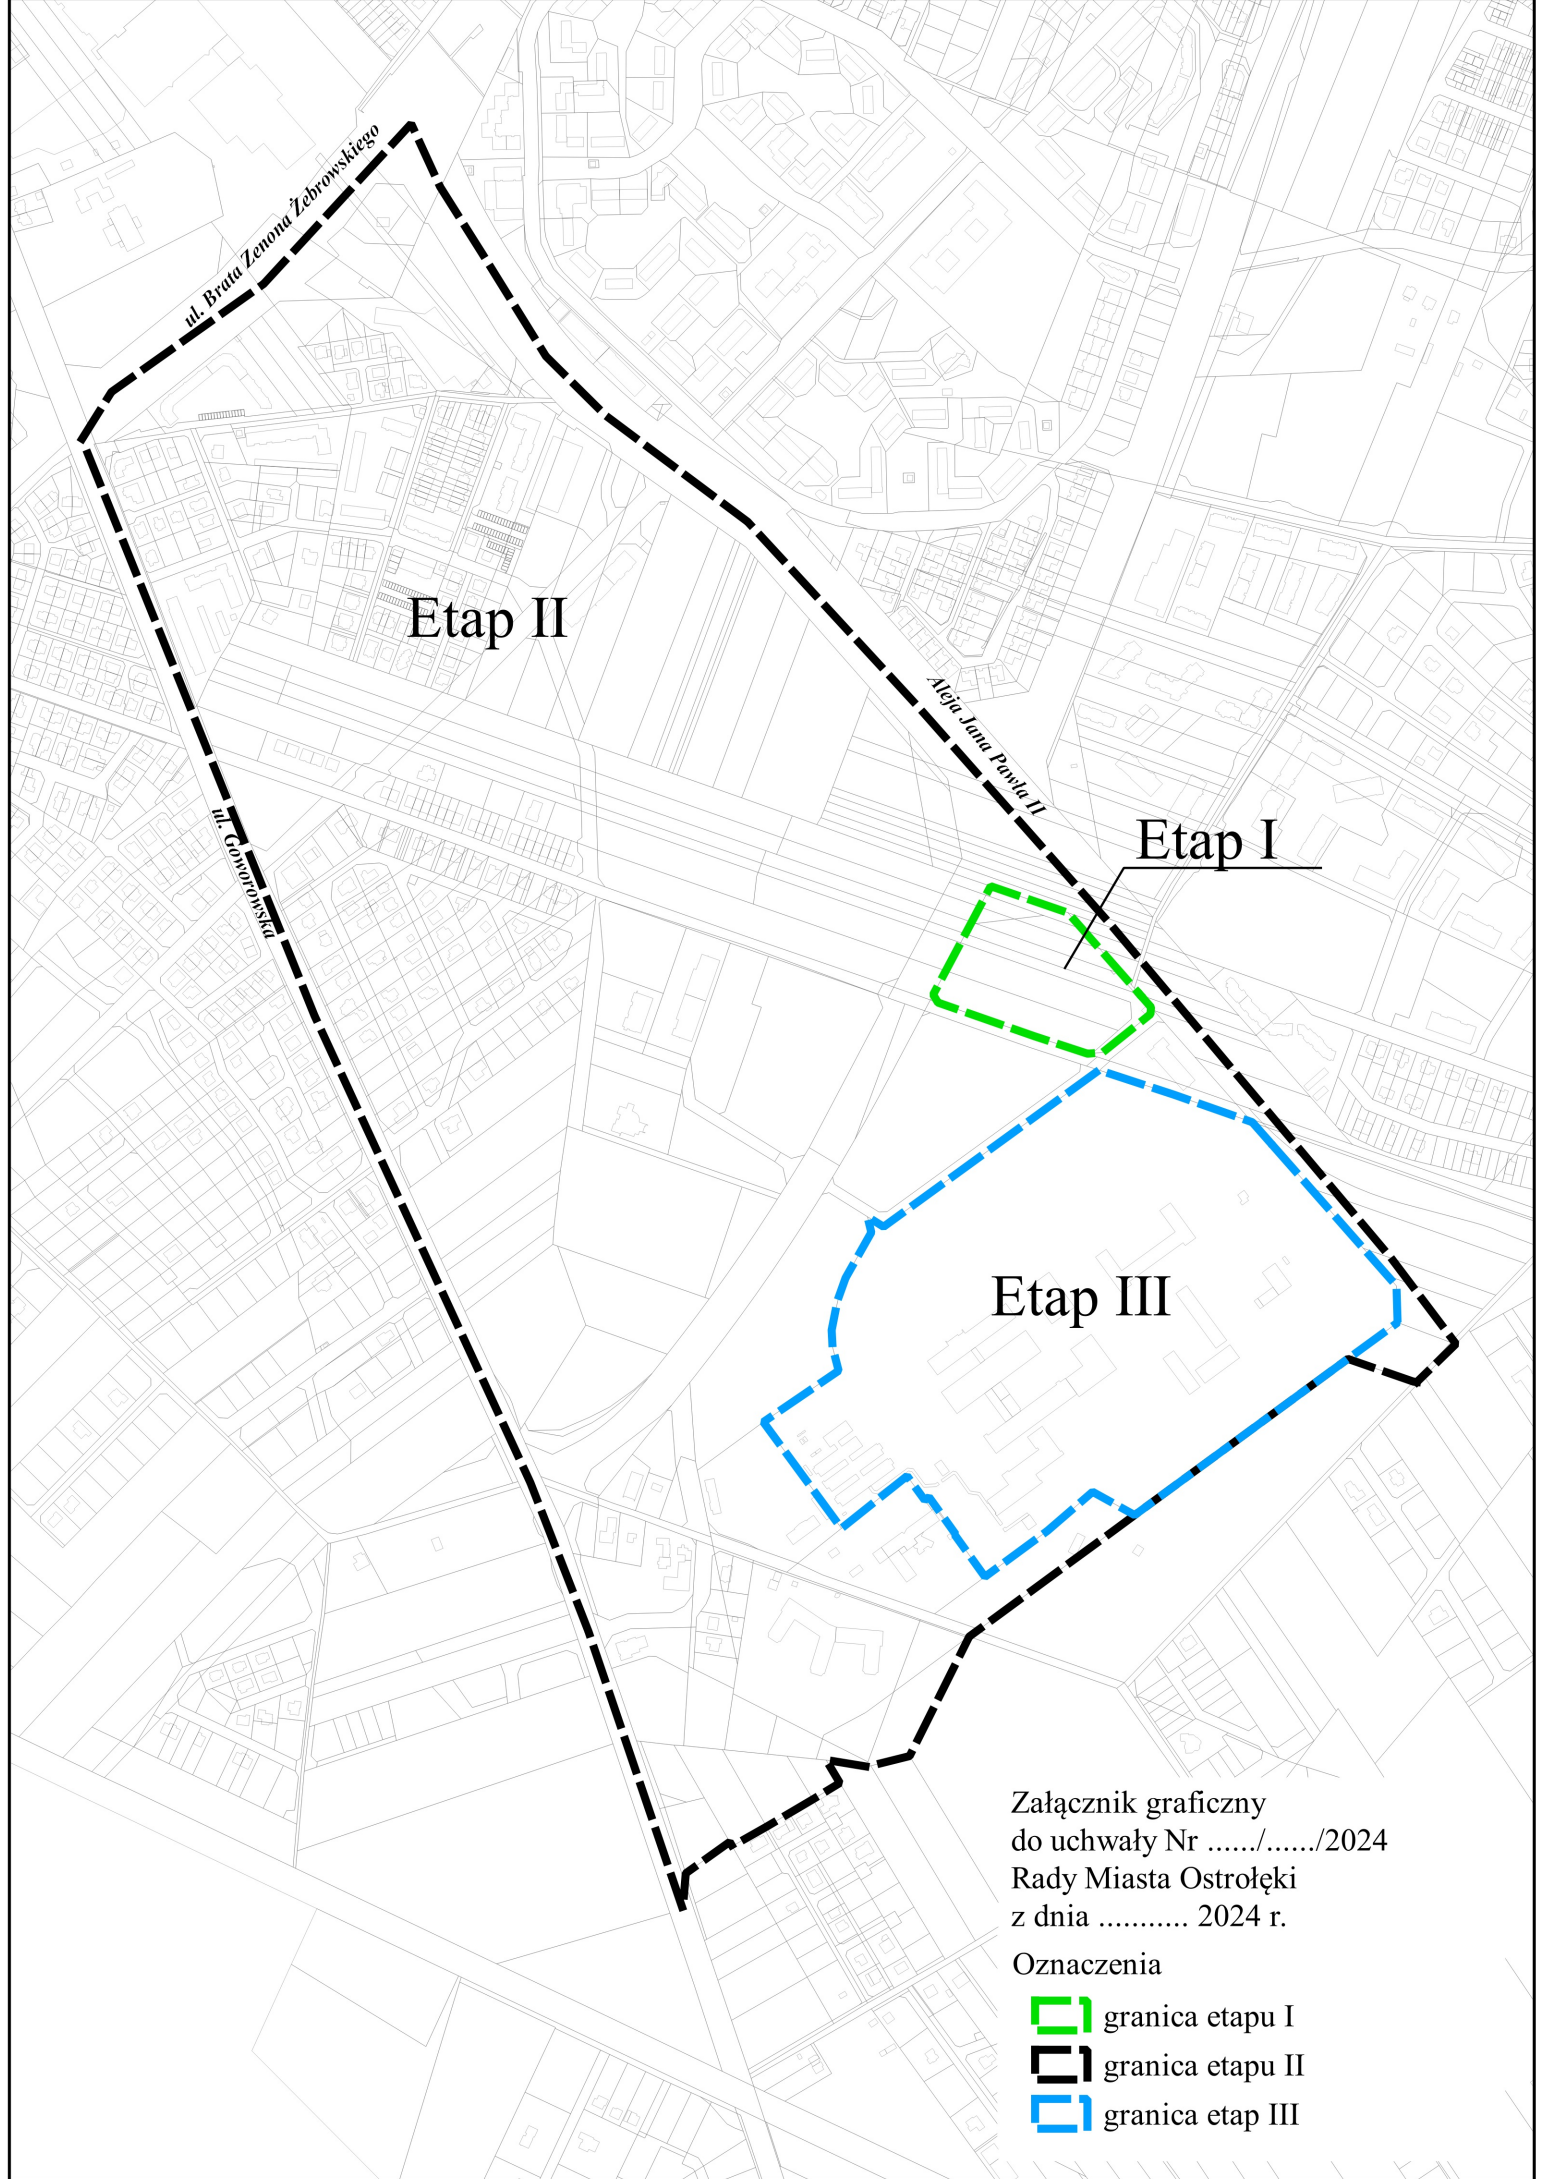 ul. Brata Zenona Żebrowskiego
Etap II
Aleja Jana Pawła II
ul. Goworowska
Etap I
Etap III
Załącznik graficzny
do uchwały Nr ....../....../2024
Rady Miasta Ostrołęki
z dnia ........... 2024 r.
Oznaczenia
granica etapu I
granica etapu II
granica etap III